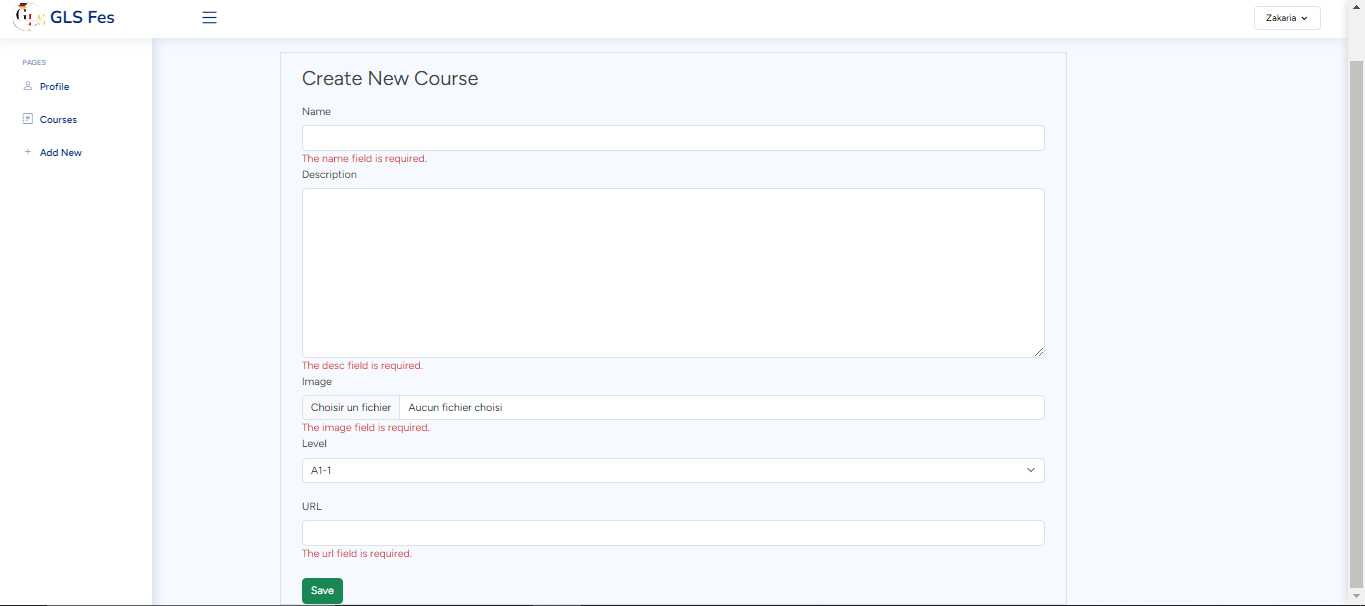 GLS GLS Fes
Zakaria
PAGES
Profile
Courses
Add New
Create New Course
Name
The name field is required.
Description
The desc field is required.
Image
Choisir un fichier Aucun fichier choisi
The image field is required.
Level
A1-1
URL
The url field is required.
Save